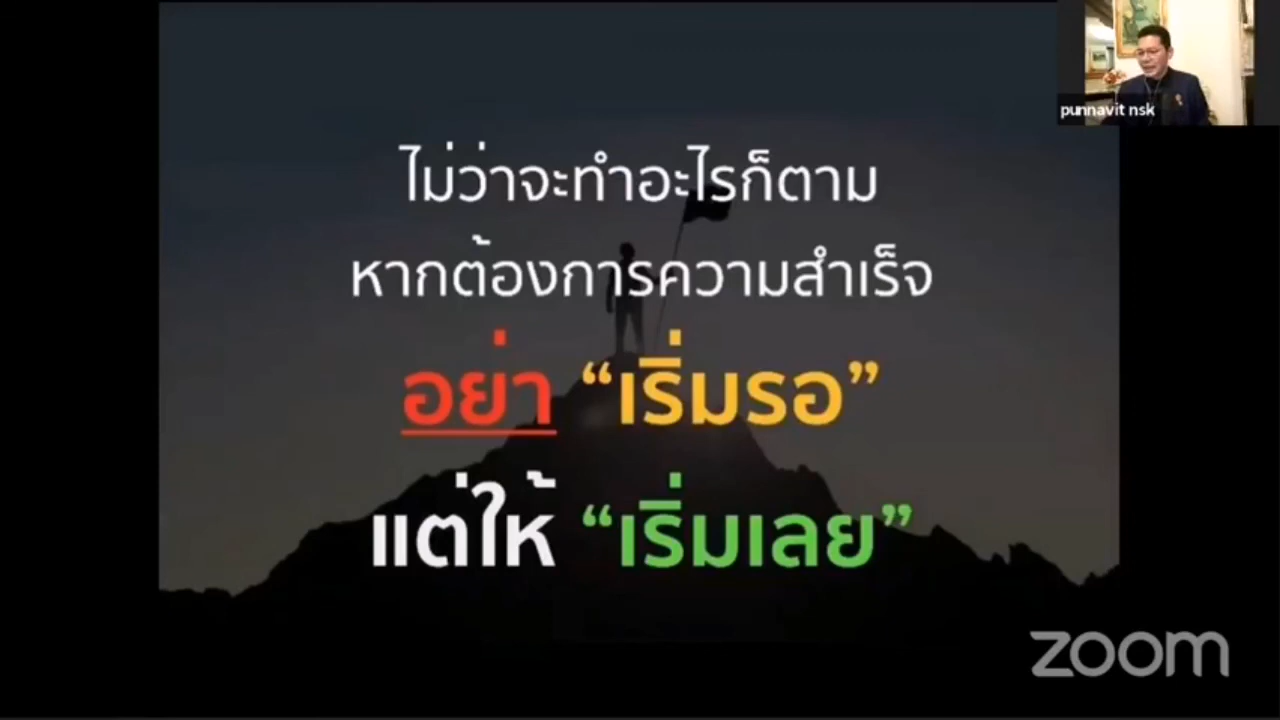 punnavit nsk
ไม่ว่าจะทำอะไรก็ตาม
หากต้องการความสำเร็จ
อย่า “เริ่มรอ”
แต่ให้ “เริ่มเลย”
zoom